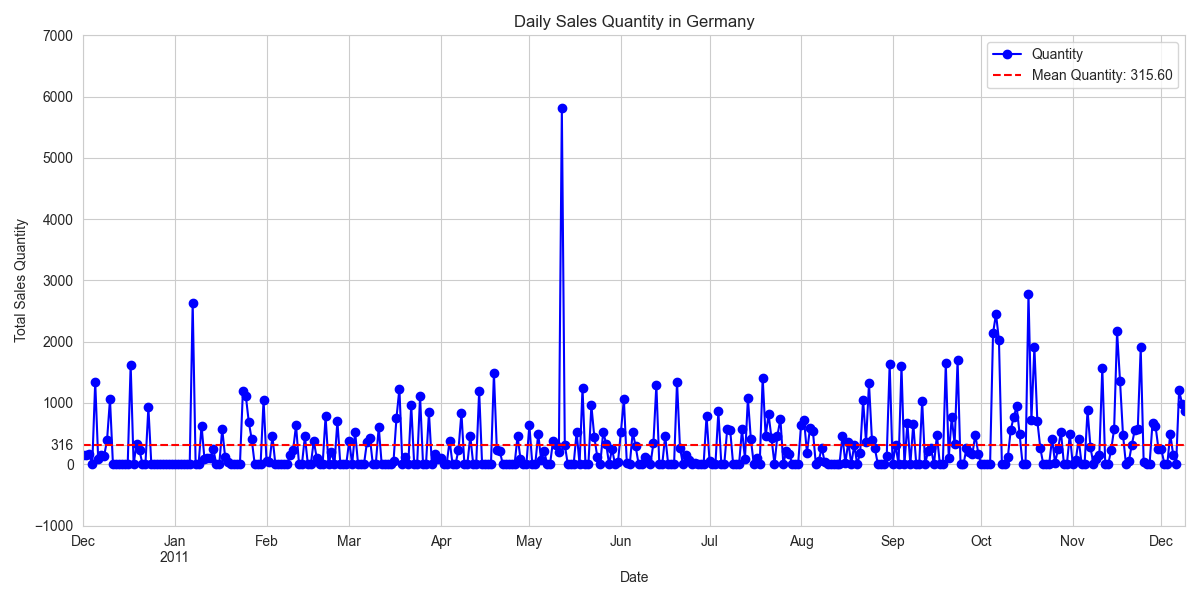 Daily Sales Quantity in Germany
Quantity
Mean Quantity: 315.60
Total Sales Quantity
7000
6000
5000
4000
3000
2000
1000
316
0
−1000
Dec Jan Feb Mar Apr May Jun Jul Aug Sep Oct Nov Dec
2011
Date